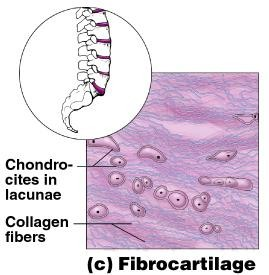 Chondro-
cites in
lacunae
Collagen
fibers
(c) Fibrocartilage